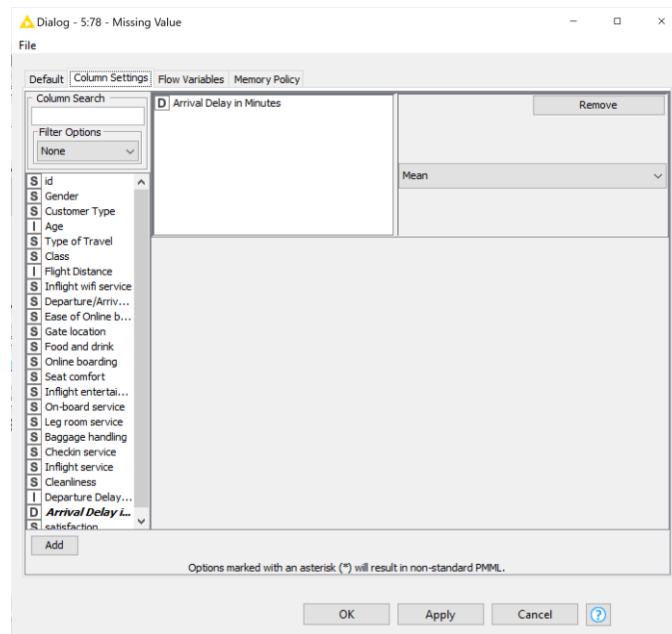 Dialog - 5:78 - Missing Value
File
Default Column Settings Flow Variables Memory Policy
Column Search
Filter Options
None
D Arrival Delay in Minutes
Remove
Mean
S id
S Gender
S Customer Type
I Age
S Type of Travel
S Class
I Flight Distance
S Inflight wifi service
S Departure/Arriv...
S Ease of Online b...
S Gate location
S Food and drink
S Online boarding
S Seat comfort
S Inflight entertai...
S On-board service
S Leg room service
S Baggage handling
S Checkin service
S Inflight service
S Cleanliness
I Departure Delay...
D Arrival Delay i...
S satisfaction
Add
Options marked with an asterisk (*) will result in non-standard PMML.
OK Apply Cancel ?